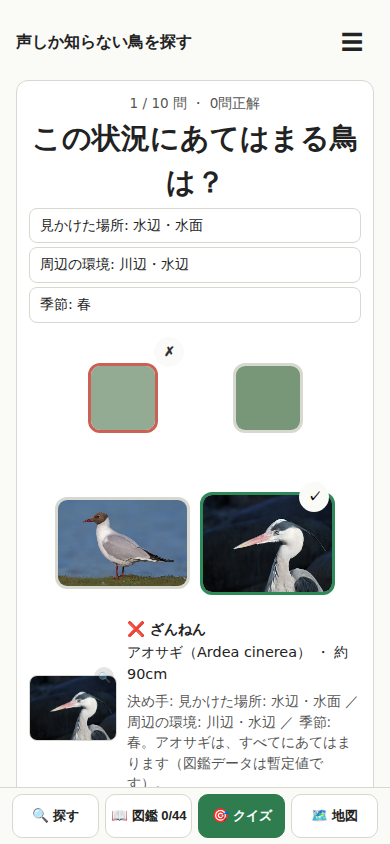 声しか知らない鳥を探す
☰
1 / 10 問 ・ 0問正解
この状況にあてはまる鳥
は？
見かけた場所: 水辺・水面
周辺の環境: 川辺・水辺
季節: 春
✗
✓
❌ ざんねん
アオサギ（Ardea cinerea） ・ 約
90cm
決め手: 見かけた場所: 水辺・水面 ／
周辺の環境: 川辺・水辺 ／ 季節:
春。アオサギは、すべてにあてはま
ります（図鑑データは暫定値で
す）。
🔍 探す
📖 図鑑 0/44
🎯 クイズ
🗺️ 地図